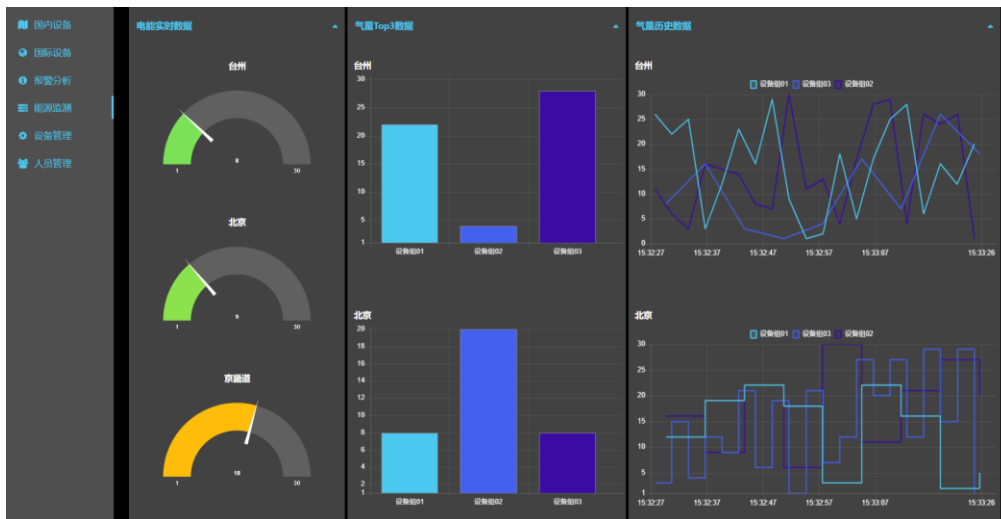 国内设备
国际设备
报警分析
能源监测
设备管理
人员管理
电能实时数据
台州
8
1
30
北京
9
1
30
京畿道
18
1
30
气量Top3数据
台州
30
25
20
15
10
5
1
设备组01 设备组02 设备组03
北京
20
18
16
14
12
10
8
6
4
2
1
设备组01 设备组02 设备组03
气量历史数据
台州
设备组01 设备组03 设备组02
30
25
20
15
10
5
0
15:32:27 15:32:37 15:32:47 15:32:57 15:33:07 15:33:26
北京
设备组01 设备组03 设备组02
30
25
20
15
10
5
1
15:32:27 15:32:37 15:32:47 15:32:57 15:33:07 15:33:26